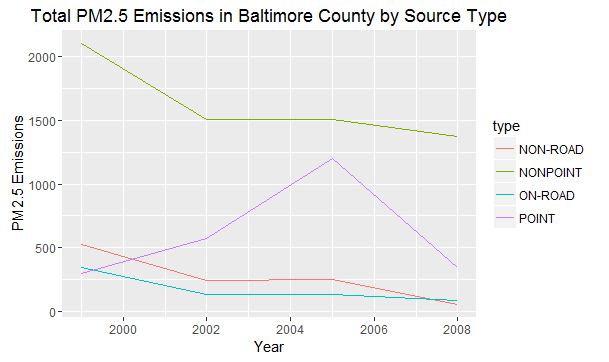 Total PM2.5 Emissions in Baltimore County by Source Type
PM2.5 Emissions
2000
1500
1000
500
0
2000
2002
2004
2006
2008
Year
type
NON-ROAD
NONPOINT
ON-ROAD
POINT